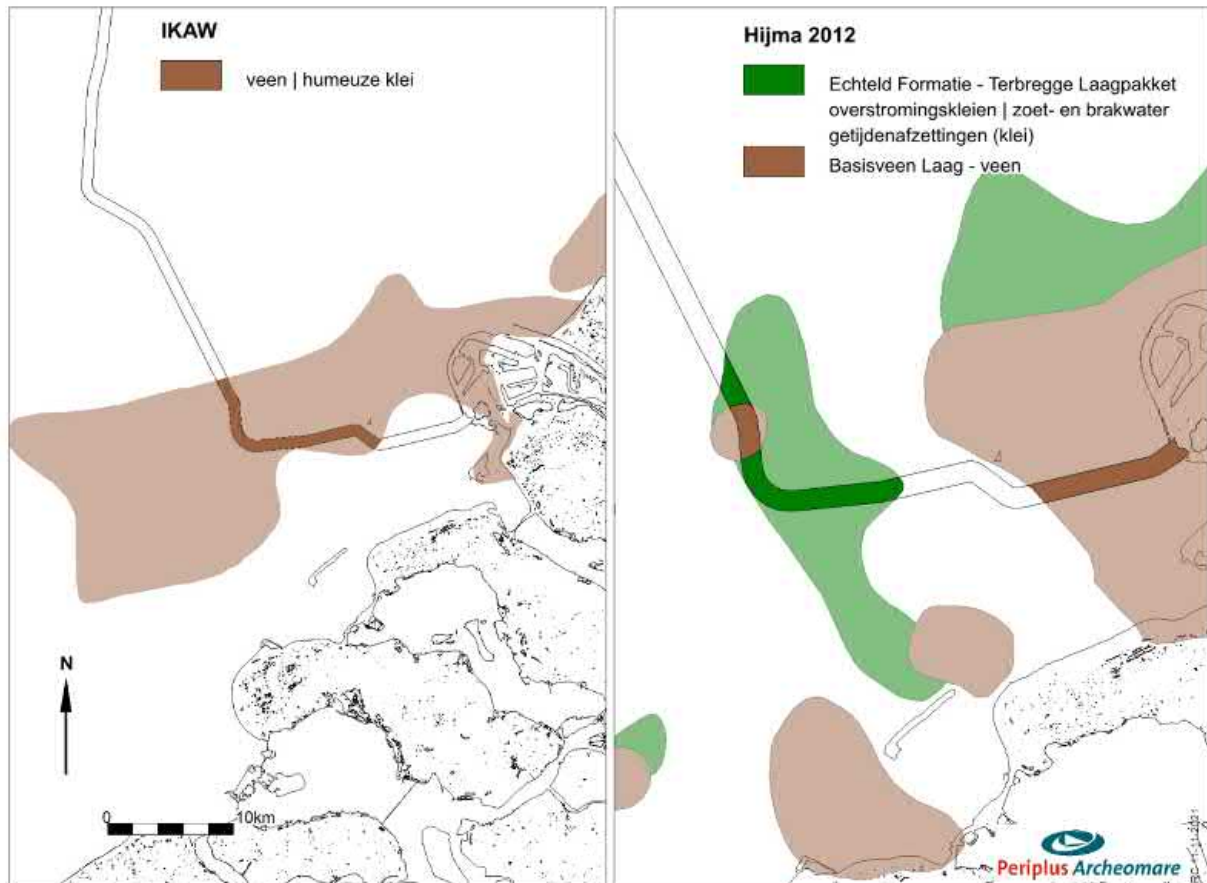 IKAW
veen | humeuze klei
N
0
10km
Hijma 2012
Echteld Formatie - Terbregge Laagpakket
overstromingskleien | zoet- en brakwater
getijdenafzettingen (klei)
Basisveen Laag - veen
Periplus Archeomare